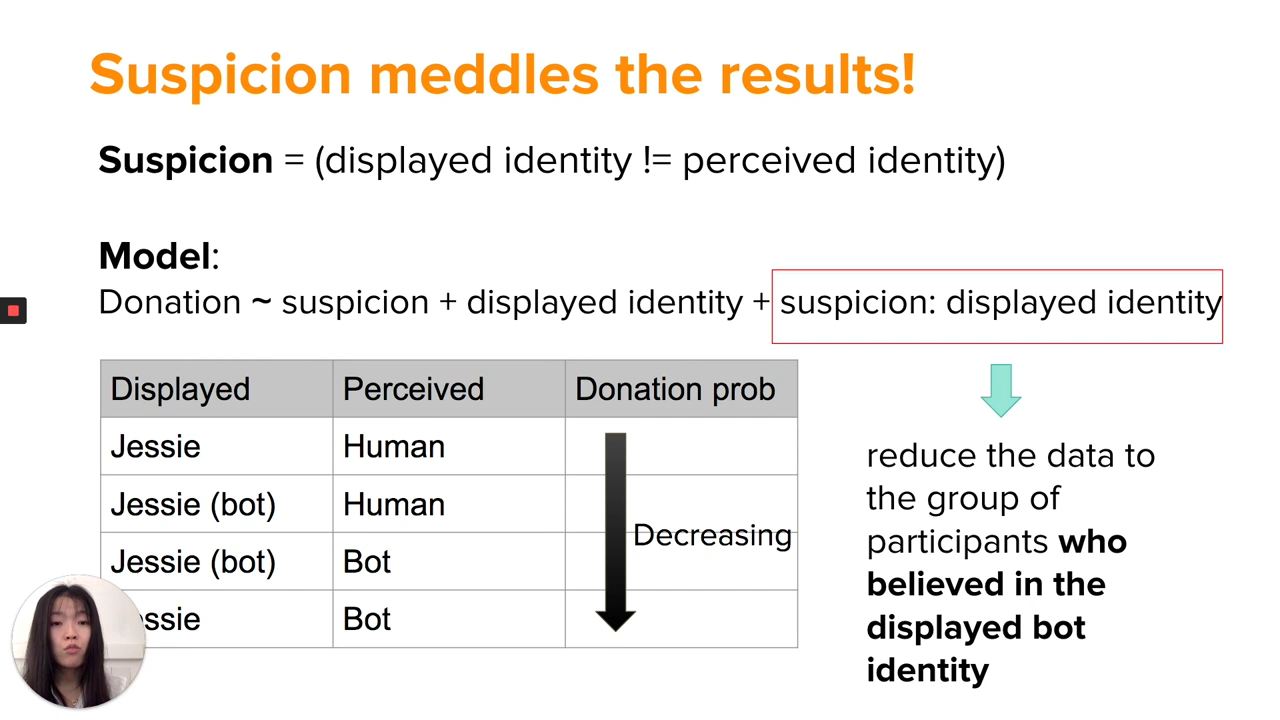 Suspicion meddles the results!
Suspicion = (displayed identity != perceived identity)
Model:
Donation ~ suspicion + displayed identity + suspicion: displayed identity
Displayed Perceived Donation prob
Jessie Human
Jessie (bot) Human
Decreasing
Jessie (bot) Bot
essie Bot
reduce the data to
the group of
participants who
believed in the
displayed bot
identity